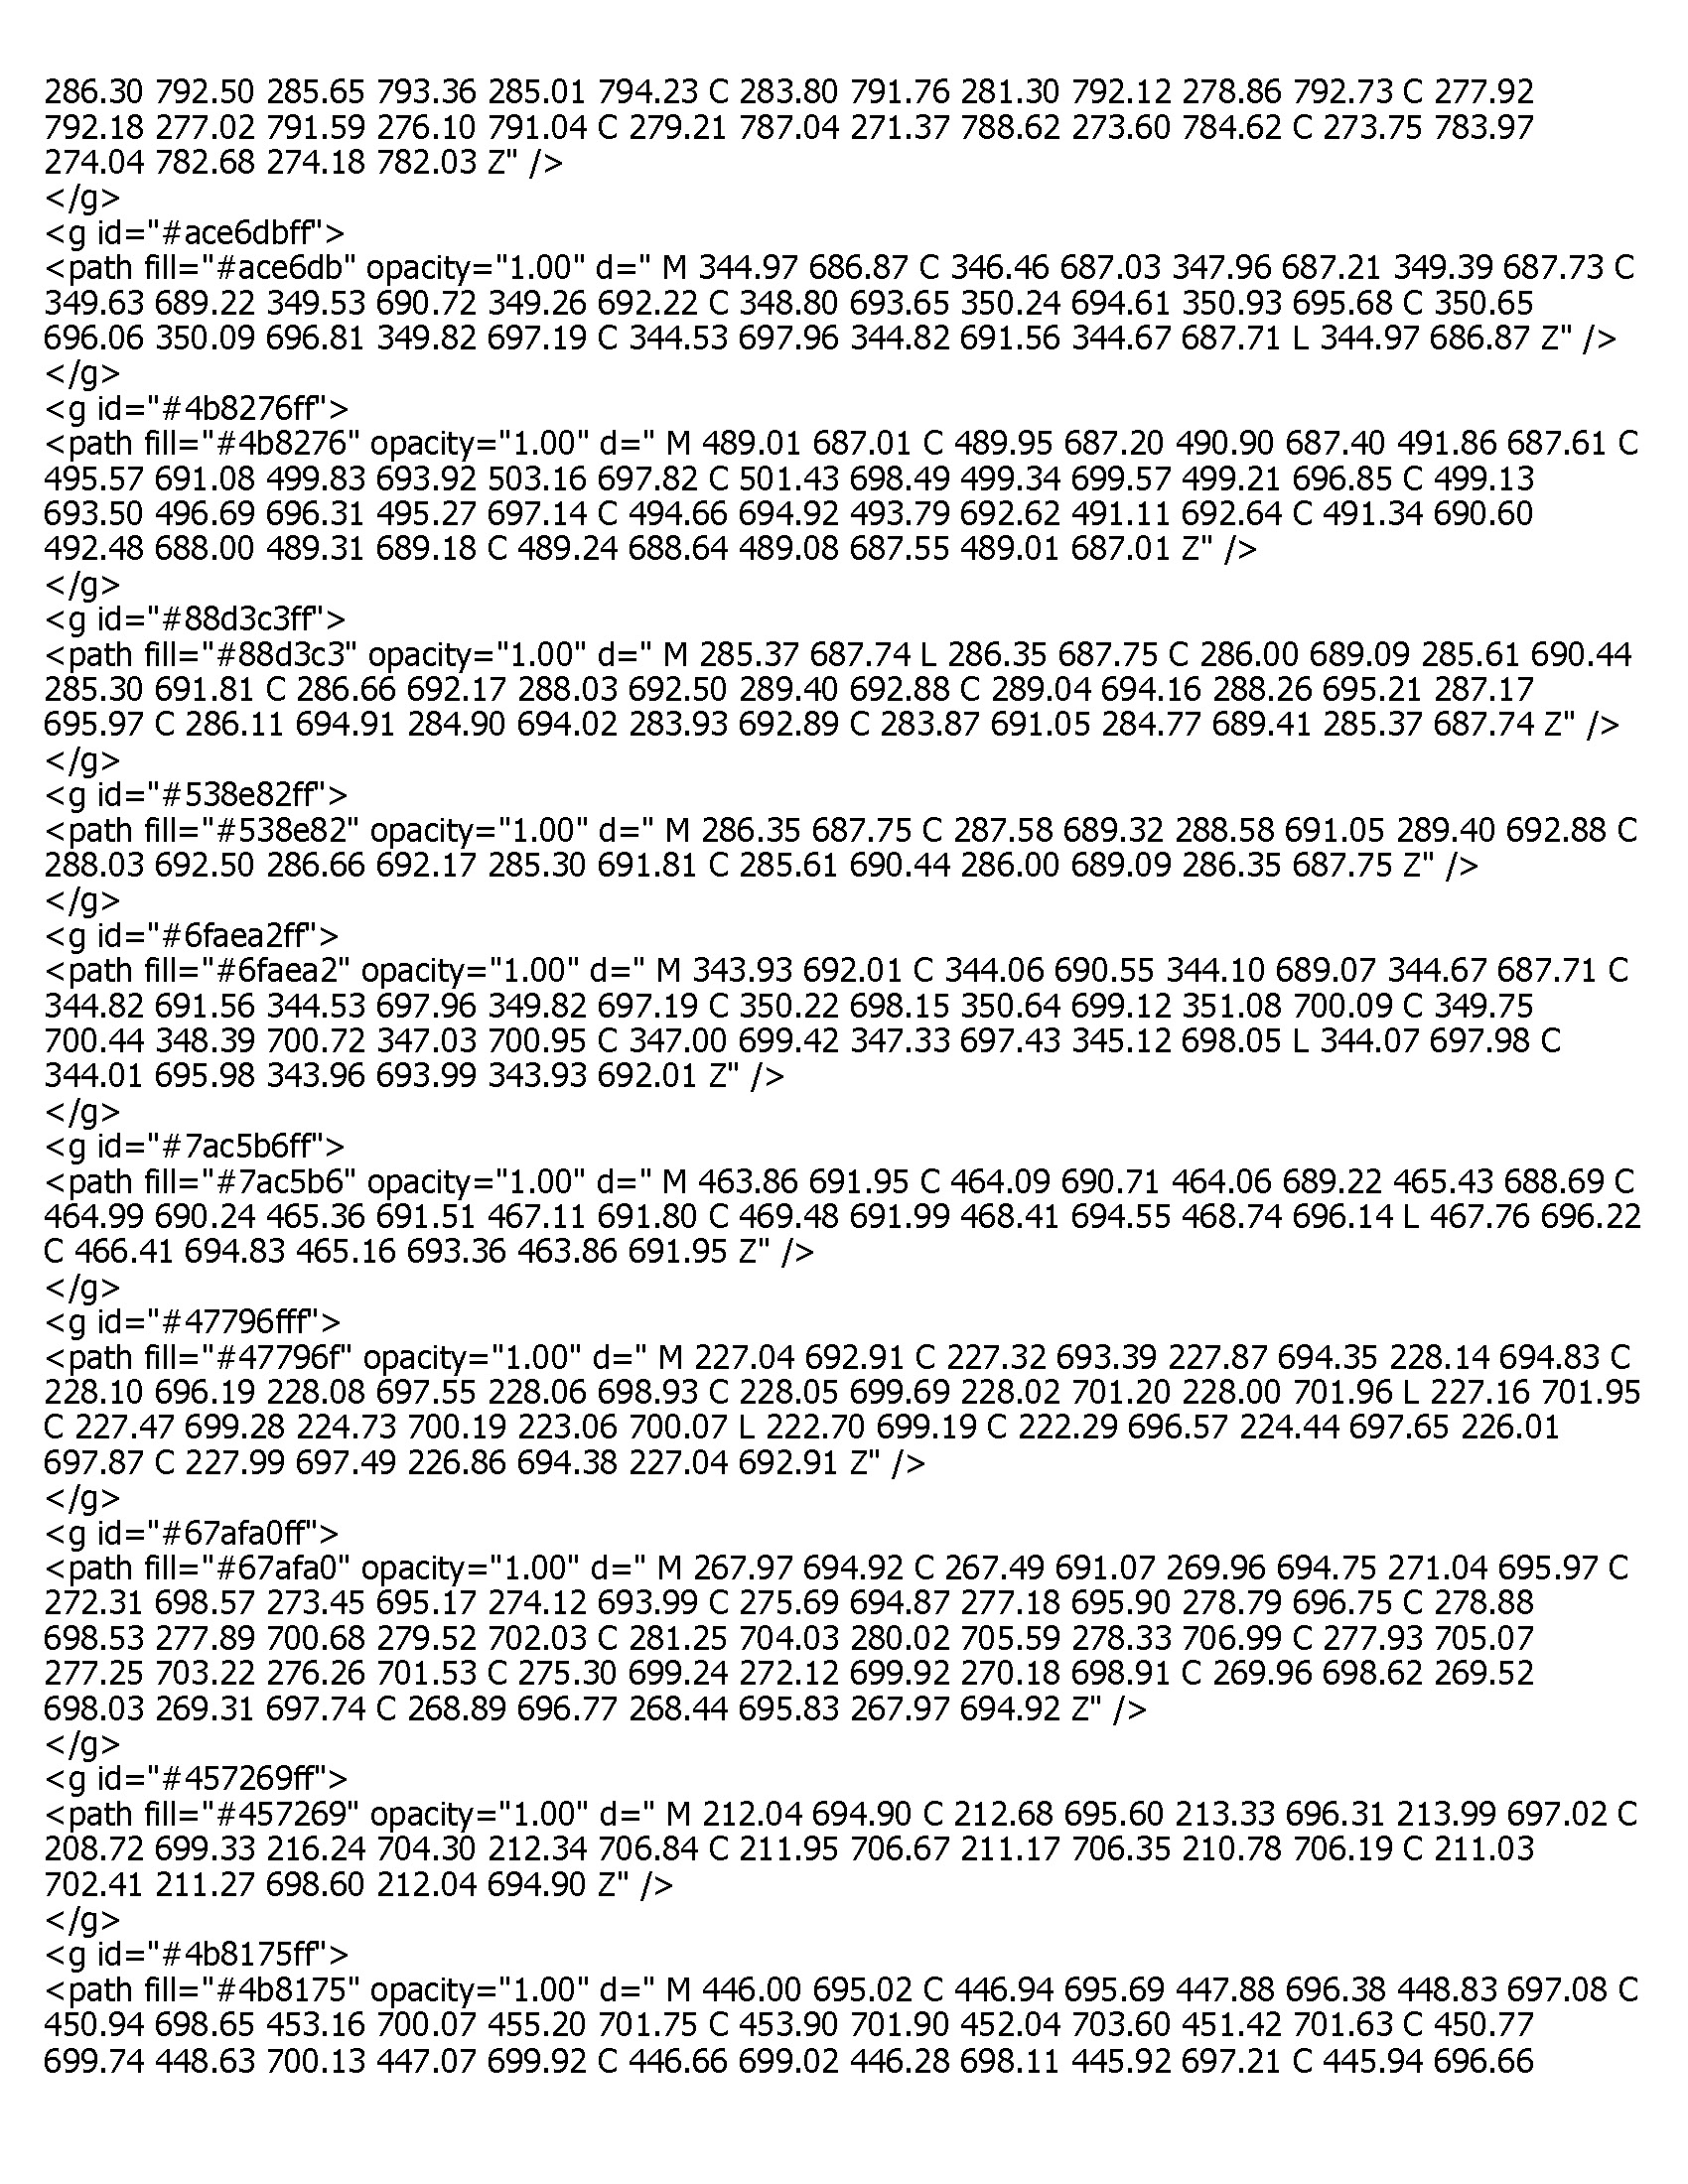 286.30 792.50 285.65 793.36 285.01 794.23 C 283.80 791.76 281.30 792.12 278.86 792.73 C 277.92
792.18 277.02 791.59 276.10 791.04 C 279.21 787.04 271.37 788.62 273.60 784.62 C 273.75 783.97
274.04 782.68 274.18 782.03 Z" />
</g>
<g id="#ace6dbff">
<path fill="#ace6db" opacity="1.00" d=" M 344.97 686.87 C 346.46 687.03 347.96 687.21 349.39 687.73 C
349.63 689.22 349.53 690.72 349.26 692.22 C 348.80 693.65 350.24 694.61 350.93 695.68 C 350.65
696.06 350.09 696.81 349.82 697.19 C 344.53 697.96 344.82 691.56 344.67 687.71 L 344.97 686.87 Z" />
</g>
<g id="#4b8276ff">
<path fill="#4b8276" opacity="1.00" d=" M 489.01 687.01 C 489.95 687.20 490.90 687.40 491.86 687.61 C
495.57 691.08 499.83 693.92 503.16 697.82 C 501.43 698.49 499.34 699.57 499.21 696.85 C 499.13
693.50 496.69 696.31 495.27 697.14 C 494.66 694.92 493.79 692.62 491.11 692.64 C 491.34 690.60
492.48 688.00 489.31 689.18 C 489.24 688.64 489.08 687.55 489.01 687.01 Z" />
</g>
<g id="#88d3c3ff">
<path fill="#88d3c3" opacity="1.00" d=" M 285.37 687.74 L 286.35 687.75 C 286.00 689.09 285.61 690.44
285.30 691.81 C 286.66 692.17 288.03 692.50 289.40 692.88 C 289.04 694.16 288.26 695.21 287.17
695.97 C 286.11 694.91 284.90 694.02 283.93 692.89 C 283.87 691.05 284.77 689.41 285.37 687.74 Z" />
</g>
<g id="#538e82ff">
<path fill="#538e82" opacity="1.00" d=" M 286.35 687.75 C 287.58 689.32 288.58 691.05 289.40 692.88 C
288.03 692.50 286.66 692.17 285.30 691.81 C 285.61 690.44 286.00 689.09 286.35 687.75 Z" />
</g>
<g id="#6faea2ff">
<path fill="#6faea2" opacity="1.00" d=" M 343.93 692.01 C 344.06 690.55 344.10 689.07 344.67 687.71 C
344.82 691.56 344.53 697.96 349.82 697.19 C 350.22 698.15 350.64 699.12 351.08 700.09 C 349.75
700.44 348.39 700.72 347.03 700.95 C 347.00 699.42 347.33 697.43 345.12 698.05 L 344.07 697.98 C
344.01 695.98 343.96 693.99 343.93 692.01 Z" />
</g>
<g id="#7ac5b6ff">
<path fill="#7ac5b6" opacity="1.00" d=" M 463.86 691.95 C 464.09 690.71 464.06 689.22 465.43 688.69 C
464.99 690.24 465.36 691.51 467.11 691.80 C 469.48 691.99 468.41 694.55 468.74 696.14 L 467.76 696.22
C 466.41 694.83 465.16 693.36 463.86 691.95 Z" />
</g>
<g id="#47796fff">
<path fill="#47796f" opacity="1.00" d=" M 227.04 692.91 C 227.32 693.39 227.87 694.35 228.14 694.83 C
228.10 696.19 228.08 697.55 228.06 698.93 C 228.05 699.69 228.02 701.20 228.00 701.96 L 227.16 701.95
C 227.47 699.28 224.73 700.19 223.06 700.07 L 222.70 699.19 C 222.29 696.57 224.44 697.65 226.01
697.87 C 227.99 697.49 226.86 694.38 227.04 692.91 Z" />
</g>
<g id="#67afa0ff">
<path fill="#67afa0" opacity="1.00" d=" M 267.97 694.92 C 267.49 691.07 269.96 694.75 271.04 695.97 C
272.31 698.57 273.45 695.17 274.12 693.99 C 275.69 694.87 277.18 695.90 278.79 696.75 C 278.88
698.53 277.89 700.68 279.52 702.03 C 281.25 704.03 280.02 705.59 278.33 706.99 C 277.93 705.07
277.25 703.22 276.26 701.53 C 275.30 699.24 272.12 699.92 270.18 698.91 C 269.96 698.62 269.52
698.03 269.31 697.74 C 268.89 696.77 268.44 695.83 267.97 694.92 Z" />
</g>
<g id="#457269ff">
<path fill="#457269" opacity="1.00" d=" M 212.04 694.90 C 212.68 695.60 213.33 696.31 213.99 697.02 C
208.72 699.33 216.24 704.30 212.34 706.84 C 211.95 706.67 211.17 706.35 210.78 706.19 C 211.03
702.41 211.27 698.60 212.04 694.90 Z" />
</g>
<g id="#4b8175ff">
<path fill="#4b8175" opacity="1.00" d=" M 446.00 695.02 C 446.94 695.69 447.88 696.38 448.83 697.08 C
450.94 698.65 453.16 700.07 455.20 701.75 C 453.90 701.90 452.04 703.60 451.42 701.63 C 450.77
699.74 448.63 700.13 447.07 699.92 C 446.66 699.02 446.28 698.11 445.92 697.21 C 445.94 696.66